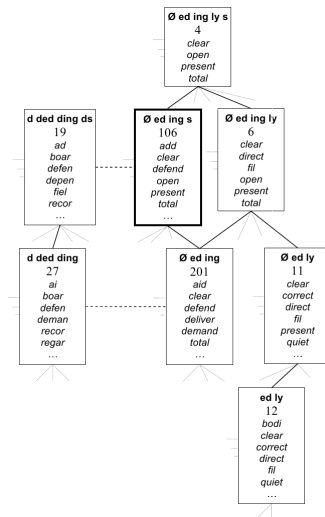 Ø ed ing ly s
4
clear
open
present
total
d ded ding ds
19
ad
boar
defen
depen
fiel
recor
…
Ø ed ing s
106
add
clear
defend
open
present
total
…
Ø ed ing ly
6
clear
direct
fil
open
present
total
d ded ding
27
ai
boar
defen
deman
recor
regar
…
Ø ed ing
201
aid
clear
defend
deliver
demand
total
…
Ø ed ly
11
clear
correct
direct
fil
present
quiet
…
ed ly
12
bodi
clear
correct
direct
fil
quiet
…